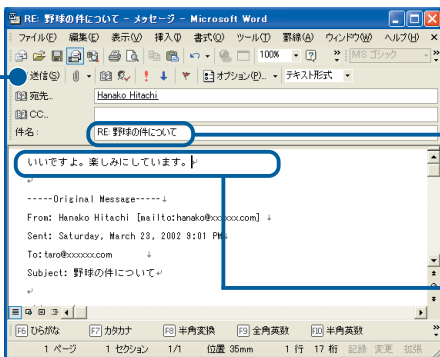 RE: 野球の件について - メッセージ - Microsoft Word
ファイル(F) 編集(E) 表示(V) 挿入(I) 書式(O) ツール(T) 罫線(A) ウィンドウ(W) ヘルプ(H)
100% MS ゴシック
送信(S) オプション(P)... テキスト形式
宛先... Hanako Hitachi
CC...
件名: RE: 野球の件について
いいですよ。楽しみにしています。
-----Original Message-----↓
From: Hanako Hitachi [mailto:hanako@xxxxxx.com] ↓
Sent: Saturday, March 23, 2002 9:01 PM↓
To:taro@xxxxxx.com ↓
Subject: 野球の件について
F6 ひらがな F7 カタカナ F8 半角変換 F9 全角英数 F10 半角英数
1 ページ 1 セクション 1/1 位置 35mm 1 行 17 桁 記録 変更 拡張